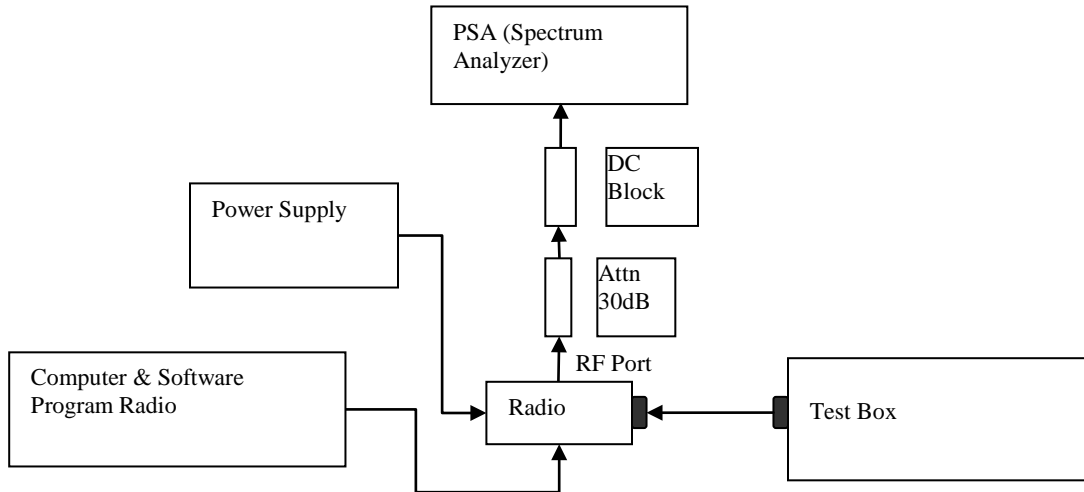 PSA (Spectrum
Analyzer)
DC
Block
Power Supply
Attn
30dB
RF Port
Computer & Software
Program Radio
Radio
Test Box